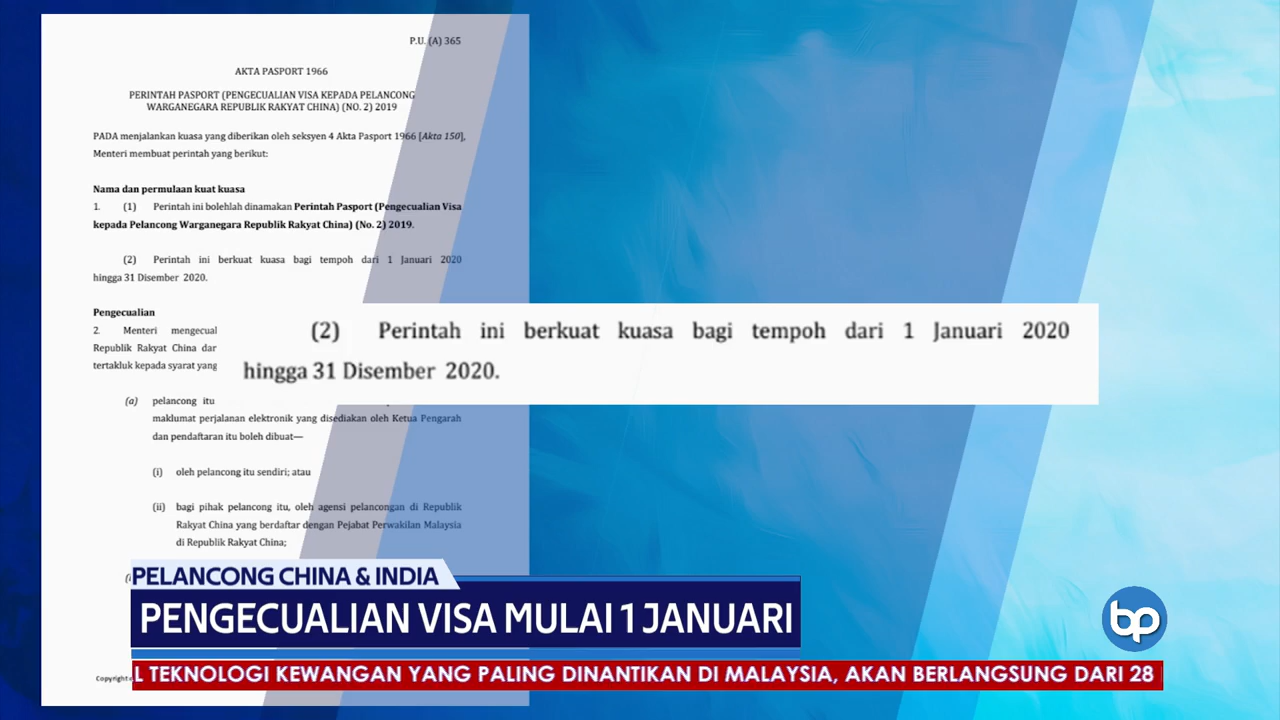 P.U. (A) 365
AKTA PASPORT 1966
PERINTAH PASPORT (PENGECUALIAN VISA KEPADA PELANCONG
WARGANEGARA REPUBLIK RAKYAT CHINA) (NO. 2) 2019
PADA menjalankan kuasa yang diberikan oleh seksyen 4 Akta Pasport 1966 [Akta 150],
Menteri membuat perintah yang berikut:
Nama dan permulaan kuat kuasa
1. (1) Perintah ini bolehlah dinamakan Perintah Pasport (Pengecualian Visa
kepada Pelancong Warganegara Republik Rakyat China) (No. 2) 2019.
(2) Perintah ini berkuat kuasa bagi tempoh dari 1 Januari 2020
hingga 31 Disember 2020.
Pengecualian
2. Menteri mengecual
Republik Rakyat China dar
tertakluk kepada syarat yang
(2) Perintah ini berkuat kuasa bagi tempoh dari 1 Januari 2020
hingga 31 Disember 2020.
(a) pelancong itu
maklumat perjalanan elektronik yang disediakan oleh Ketua Pengarah
dan pendaftaran itu boleh dibuat—
(i) oleh pelancong itu sendiri; atau
(ii) bagi pihak pelancong itu, oleh agensi pelancongan di Republik
Rakyat China yang berdaftar dengan Pejabat Perwakilan Malaysia
di Republik Rakyat China;
PELANCONG CHINA & INDIA
PENGECUALIAN VISA MULAI 1 JANUARI
bp
Copyright
L TEKNOLOGI KEWANGAN YANG PALING DINANTIKAN DI MALAYSIA, AKAN BERLANGSUNG DARI 28